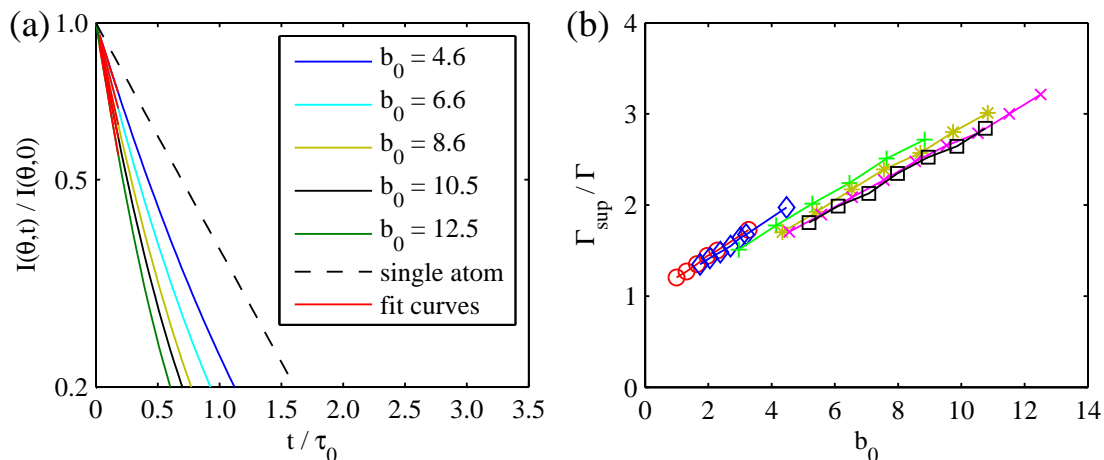 (a)
1.0
0.5
0.2
I(θ,t) / I(θ,0)
0 0.5 1.0 1.5 2.0 2.5 3.0 3.5
t / τ₀
b₀ = 4.6
b₀ = 6.6
b₀ = 8.6
b₀ = 10.5
b₀ = 12.5
single atom
fit curves
(b)
4
3
2
1
0
Γsup / Γ
0 2 4 6 8 10 12 14
b₀